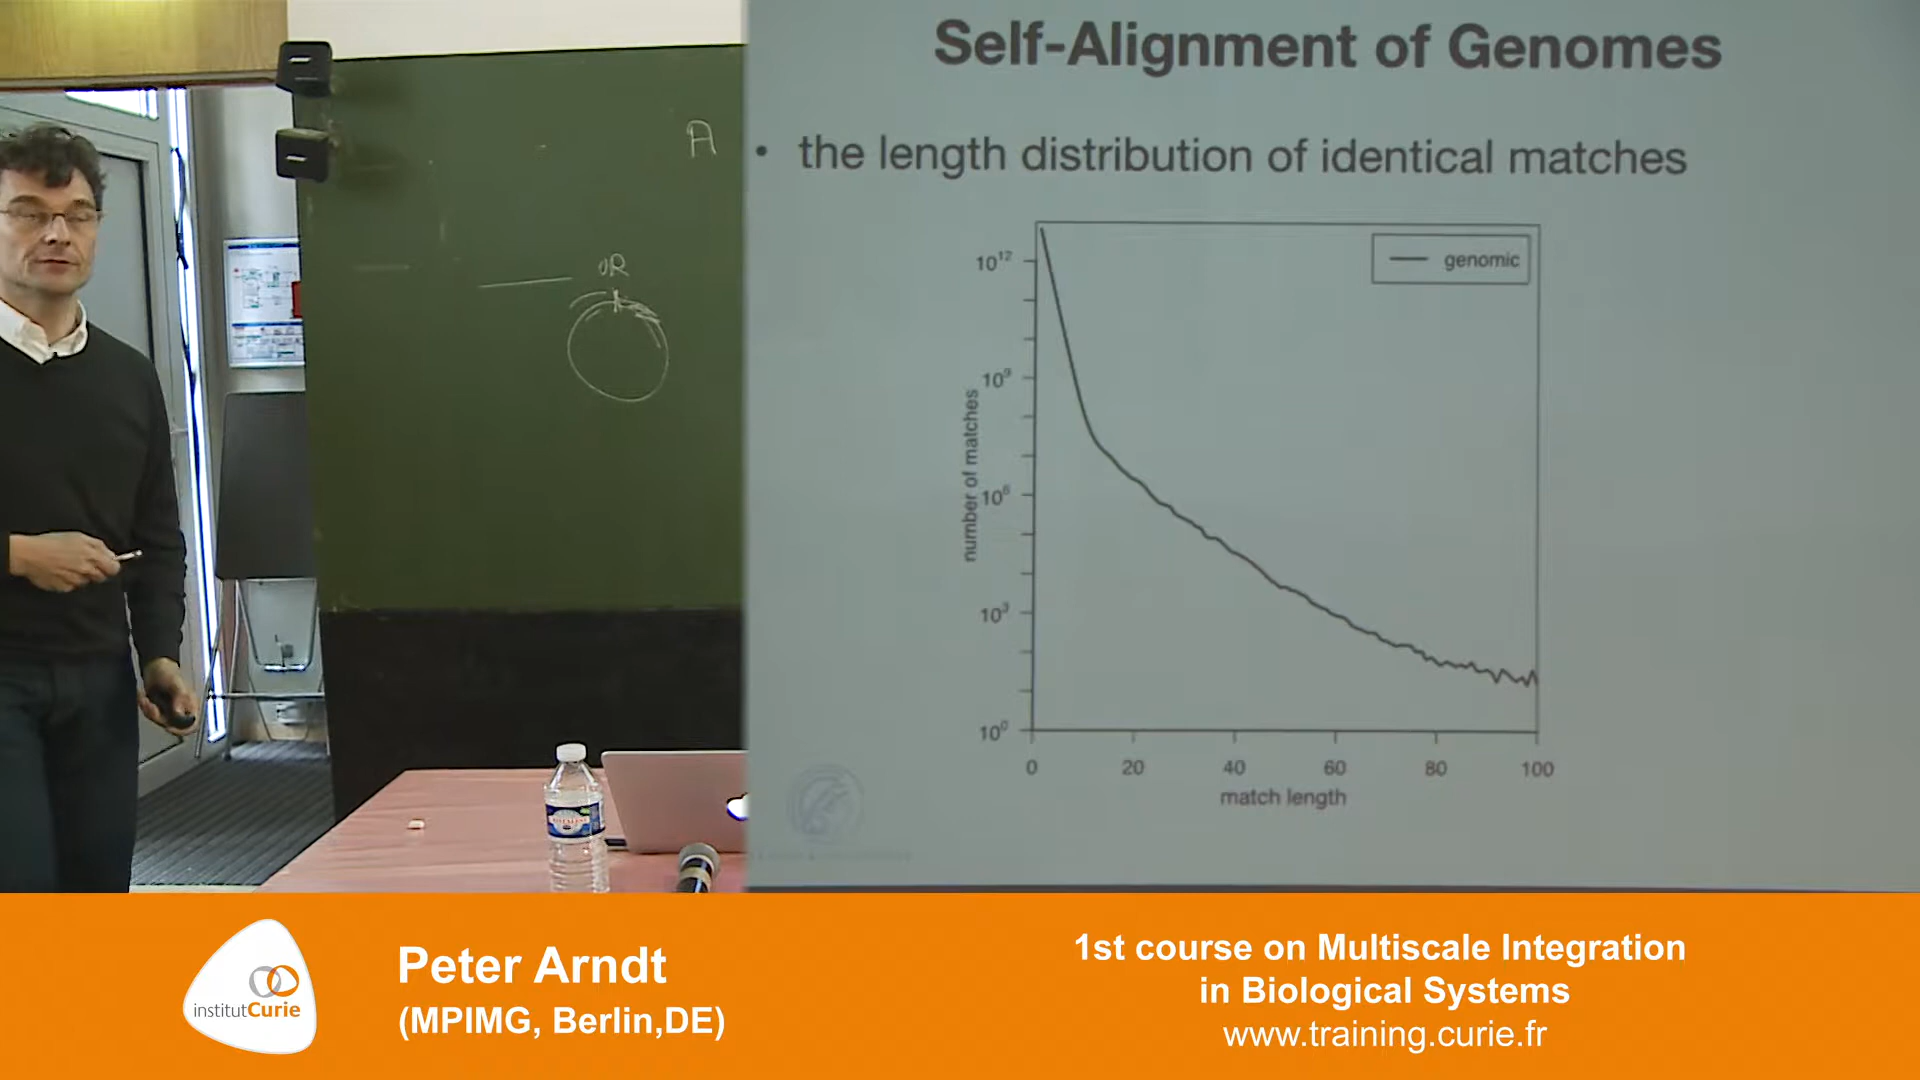 Self-Alignment of Genomes
• the length distribution of identical matches
A
OR
genomic
10¹²
10⁹
10⁶
10³
10⁰
number of matches
0 20 40 60 80 100
match length
institutCurie
Peter Arndt
(MPIMG, Berlin,DE)
1st course on Multiscale Integration
in Biological Systems
www.training.curie.fr